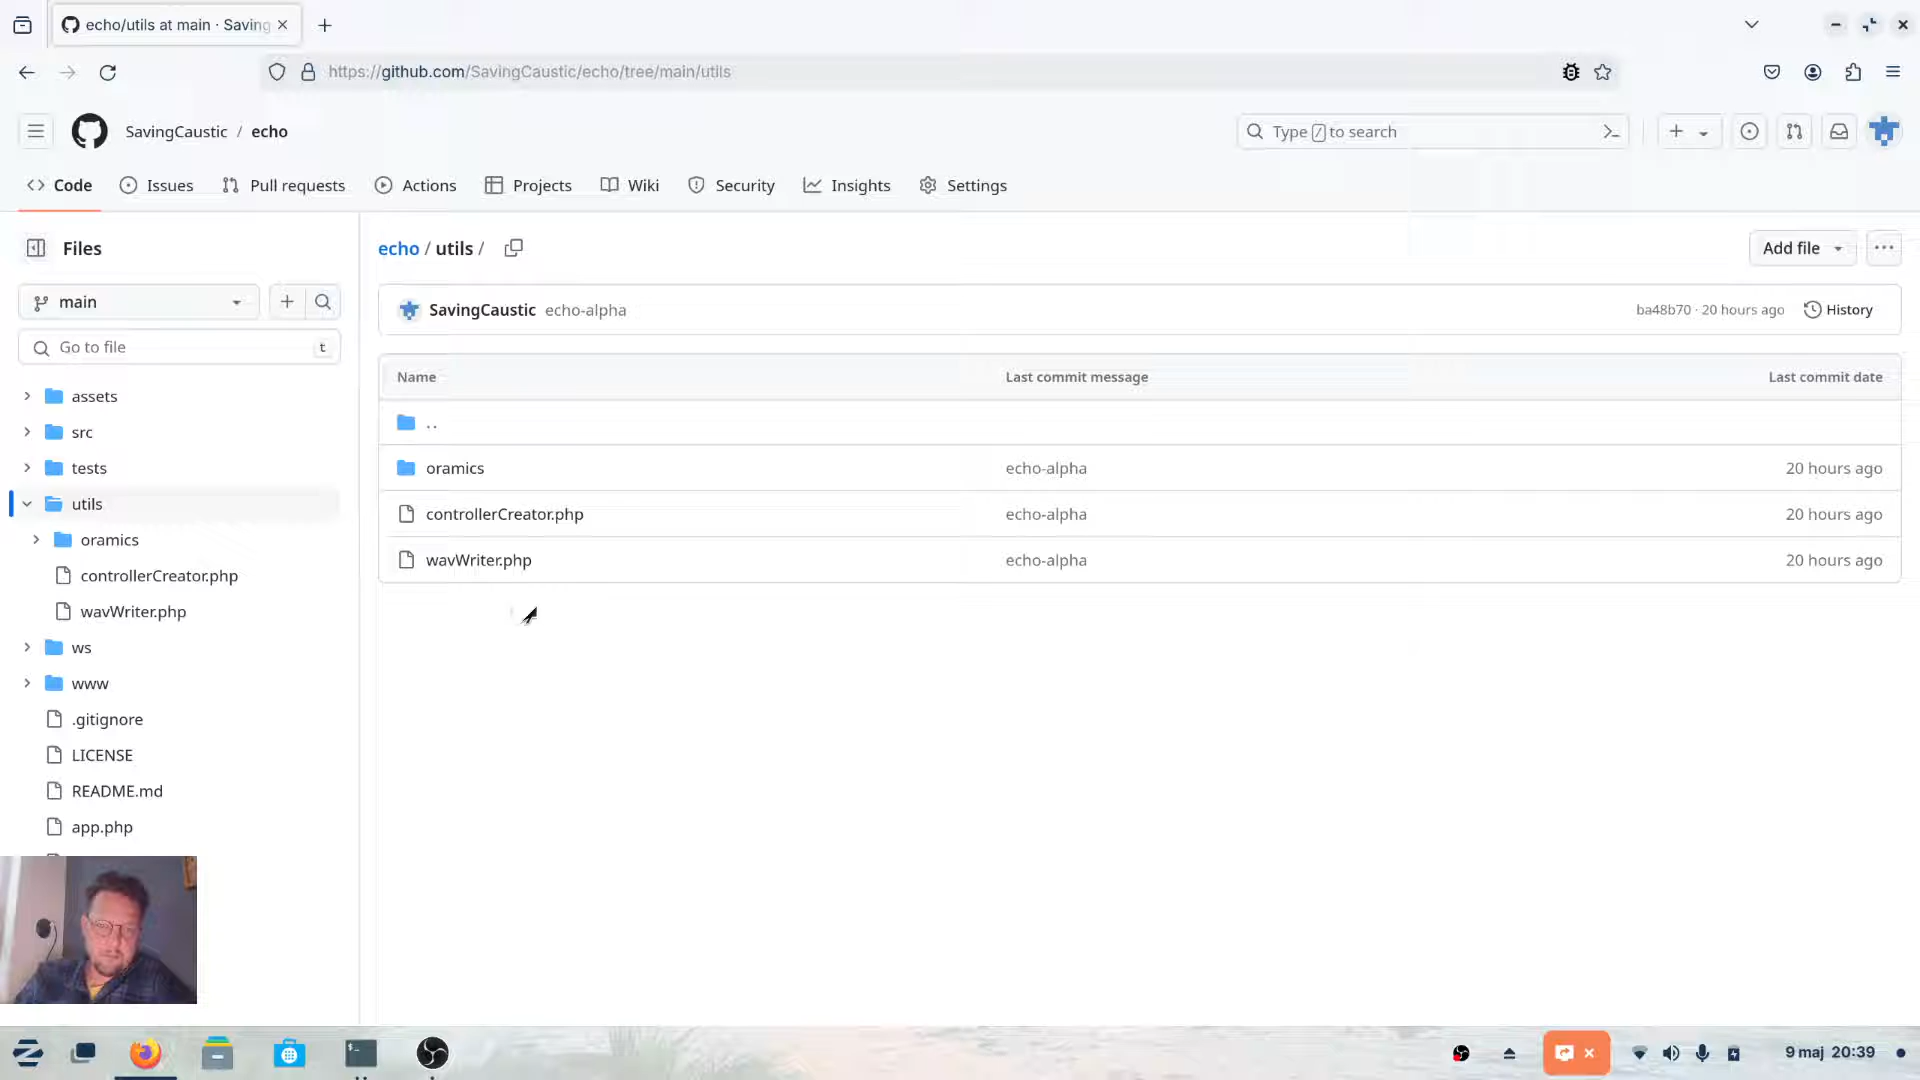 echo/utils at main · Saving
https://github.com/SavingCaustic/echo/tree/main/utils
SavingCaustic / echo
Type / to search
Code
Issues
Pull requests
Actions
Projects
Wiki
Security
Insights
Settings
Files
echo / utils /
Add file
main
SavingCaustic echo-alpha
ba48b70 · 20 hours ago
History
Go to file
t
Name
Last commit message
Last commit date
..
oramics
echo-alpha
20 hours ago
controllerCreator.php
echo-alpha
20 hours ago
wavWriter.php
echo-alpha
20 hours ago
assets
src
tests
utils
oramics
controllerCreator.php
wavWriter.php
ws
www
.gitignore
LICENSE
README.md
app.php
9 maj 20:39